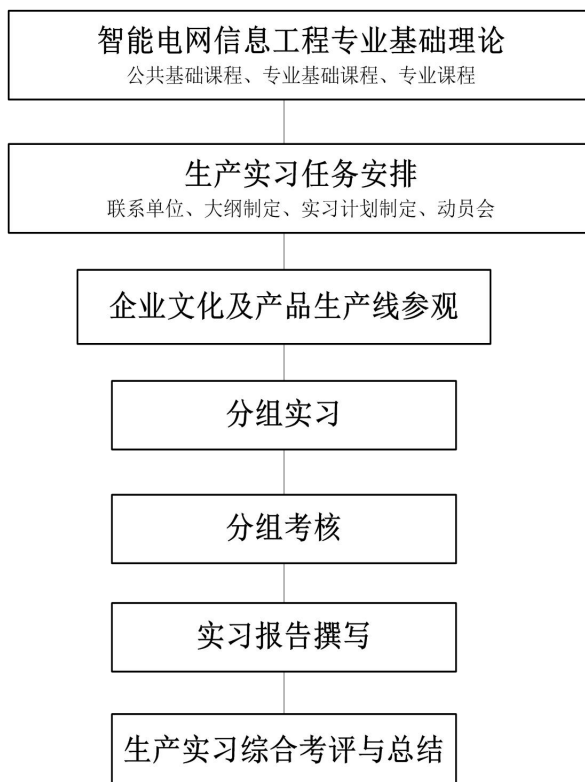 智能电网信息工程专业基础理论
公共基础课程、专业基础课程、专业课程
生产实习任务安排
联系单位、大纲制定、实习计划制定、动员会
企业文化及产品生产线参观
分组实习
分组考核
实习报告撰写
生产实习综合考评与总结